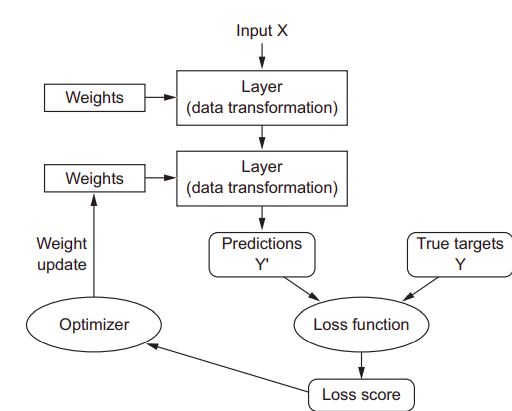 Input X
Layer
(data transformation)
Weights
Layer
(data transformation)
Weights
Weight
update
Predictions
Y'
True targets
Y
Optimizer
Loss function
Loss score